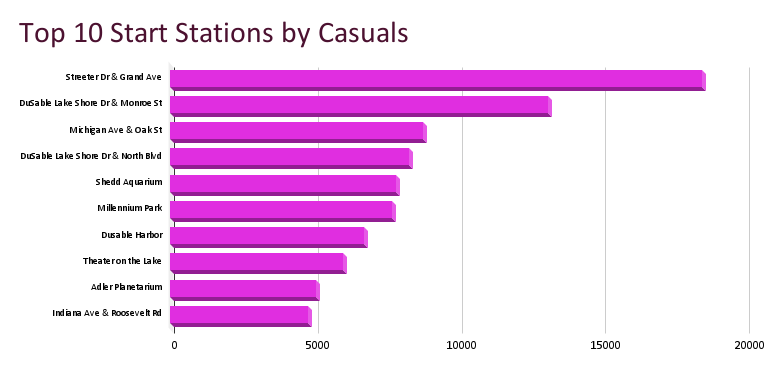 Top 10 Start Stations by Casuals
Streeter Dr & Grand Ave
DuSable Lake Shore Dr & Monroe St
Michigan Ave & Oak St
DuSable Lake Shore Dr & North Blvd
Shedd Aquarium
Millennium Park
Dusable Harbor
Theater on the Lake
Adler Planetarium
Indiana Ave & Roosevelt Rd
0 5000 10000 15000 20000